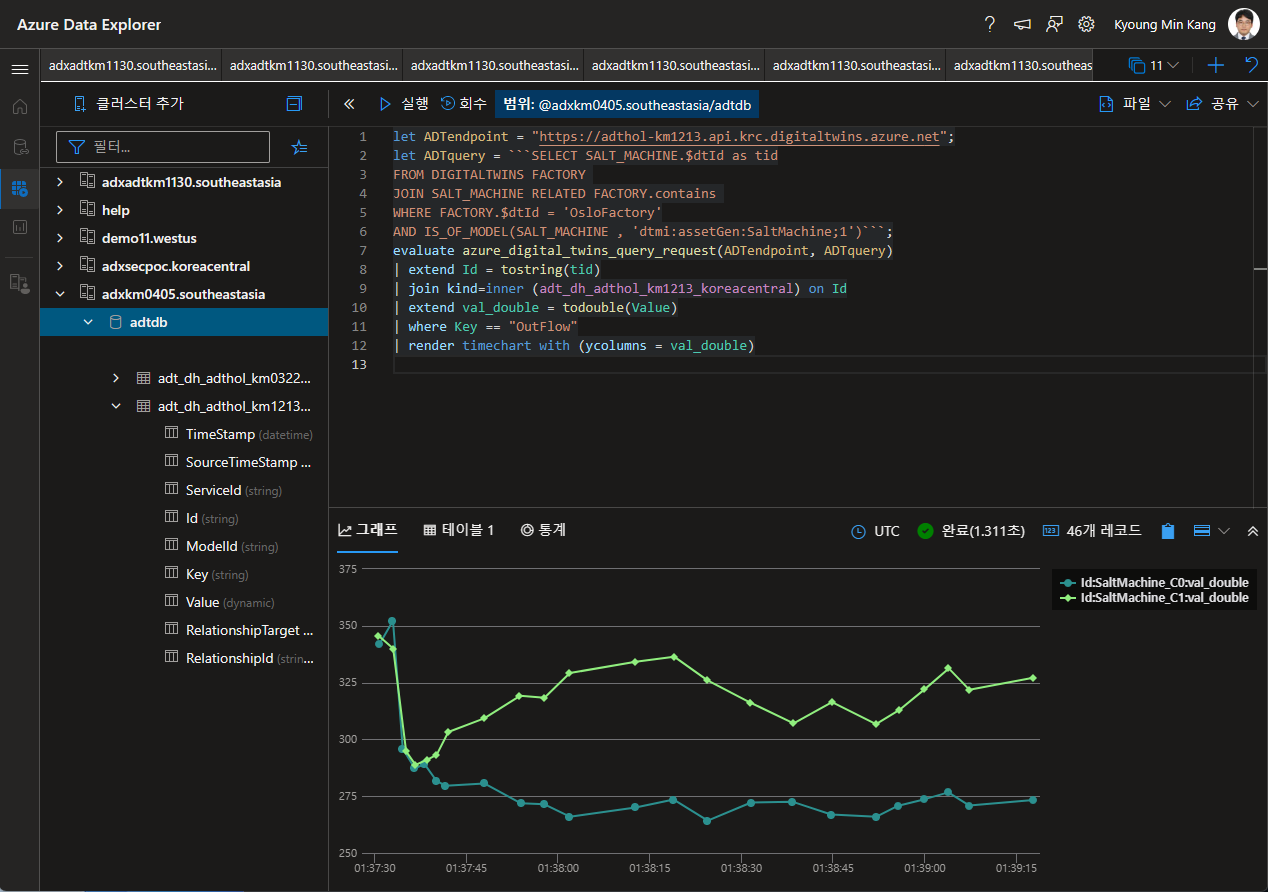 Azure Data Explorer
Kyoung Min Kang
adxadtkm1130.southeastasi...
adxadtkm1130.southeastasi...
adxadtkm1130.southeastasi...
adxadtkm1130.southeastasi...
adxadtkm1130.southeastasi...
adxadtkm1130.southeas
11
클러스터 추가
실행
회수
범위: @adxkm0405.southeastasia/adtdb
파일
공유
필터...
adxadtkm1130.southeastasia
help
demo11.westus
adxsecpoc.koreacentral
adxkm0405.southeastasia
adtdb
adt_dh_adthol_km0322...
adt_dh_adthol_km1213...
TimeStamp (datetime)
SourceTimeStamp ...
ServiceId (string)
Id (string)
ModelId (string)
Key (string)
Value (dynamic)
RelationshipTarget ...
RelationshipId (strin...
1 let ADTendpoint = "https://adthol-km1213.api.krc.digitaltwins.azure.net";
2 let ADTquery = ```SELECT SALT_MACHINE.$dtId as tid
3 FROM DIGITALTWINS FACTORY
4 JOIN SALT_MACHINE RELATED FACTORY.contains
5 WHERE FACTORY.$dtId = 'OsloFactory'
6 AND IS_OF_MODEL(SALT_MACHINE , 'dtmi:assetGen:SaltMachine;1')```;
7 evaluate azure_digital_twins_query_request(ADTendpoint, ADTquery)
8 | extend Id = tostring(tid)
9 | join kind=inner (adt_dh_adthol_km1213_koreacentral) on Id
10 | extend val_double = todouble(Value)
11 | where Key == "OutFlow"
12 | render timechart with (ycolumns = val_double)
13
그래프
테이블 1
통계
UTC
완료(1.311초)
123
46개 레코드
375
350
325
300
275
250
01:37:30
01:37:45
01:38:00
01:38:15
01:38:30
01:38:45
01:39:00
01:39:15
Id:SaltMachine_C0:val_double
Id:SaltMachine_C1:val_double